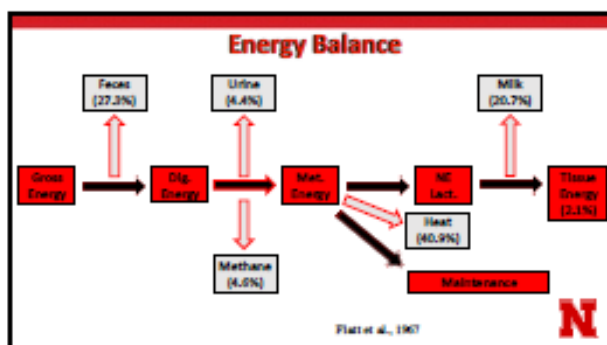 Energy Balance
Feces
(27.3%)
Urine
(4.4%)
Milk
(20.7%)
Gross
Energy
Dig.
Energy
Met.
Energy
NE
Lact.
Tissue
Energy
(2.1%)
Heat
(40.9%)
Methane
(4.6%)
Maintenance
Flatt et al., 1967
N